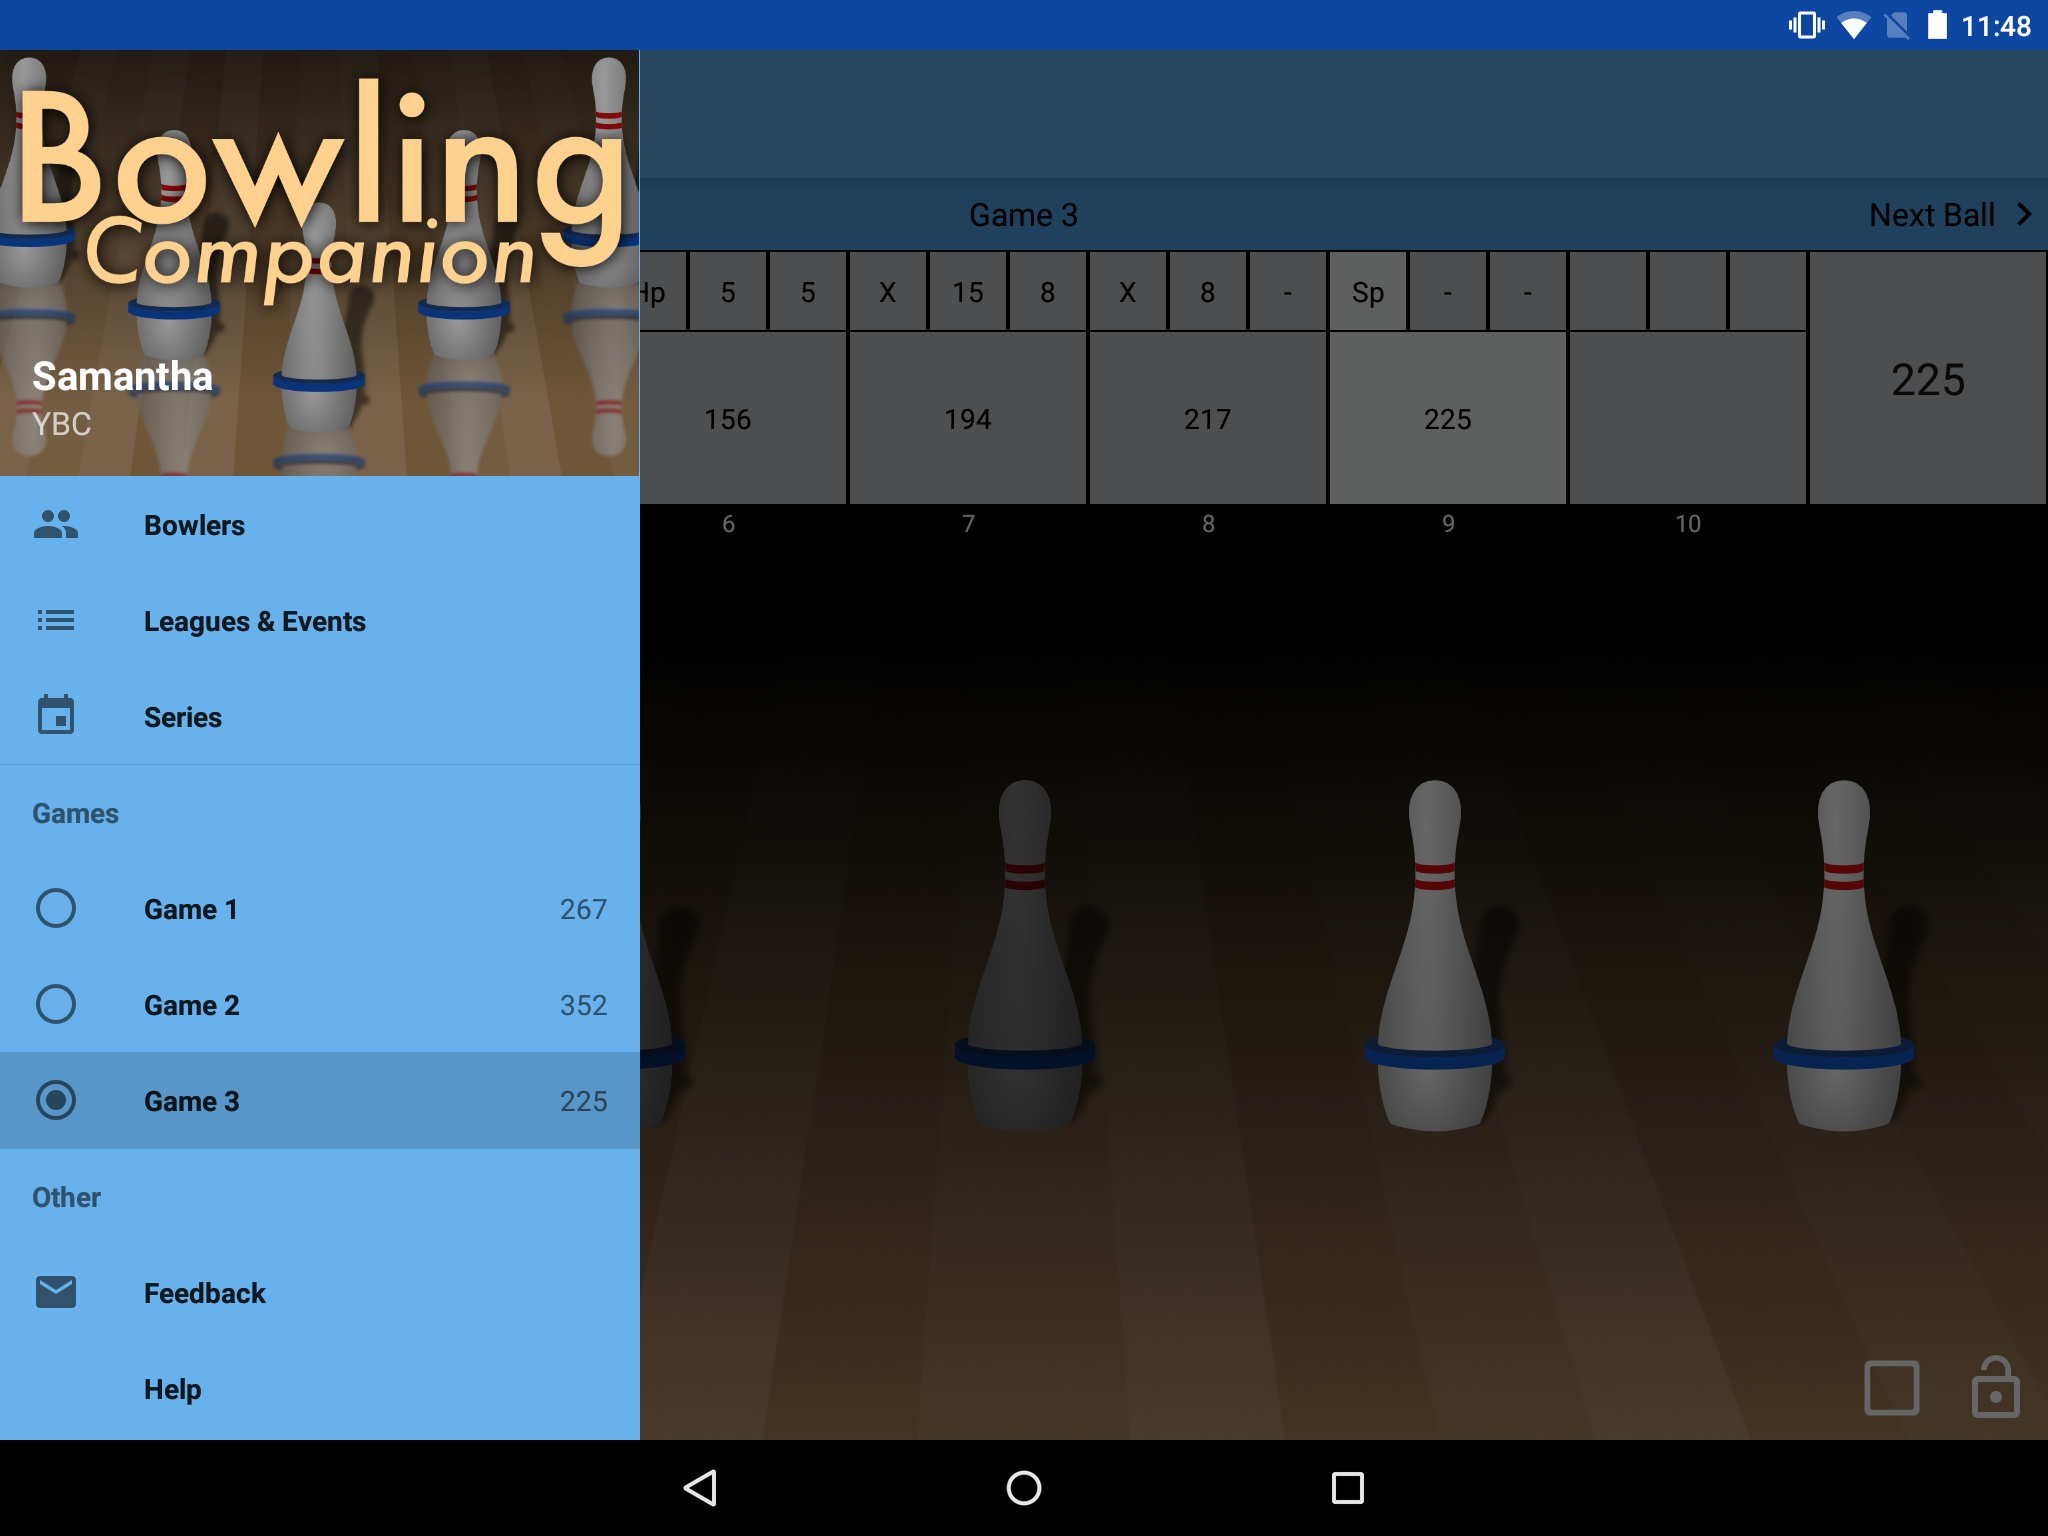 11:48
Bowling
Companion
Samantha
YBC
Bowlers
Leagues & Events
Series
Games
Game 1 267
Game 2 352
Game 3 225
Other
Feedback
Help
Game 3 Next Ball
5 5 X 15 8 X 8 - Sp - -
156 194 217 225 225
6 7 8 9 10